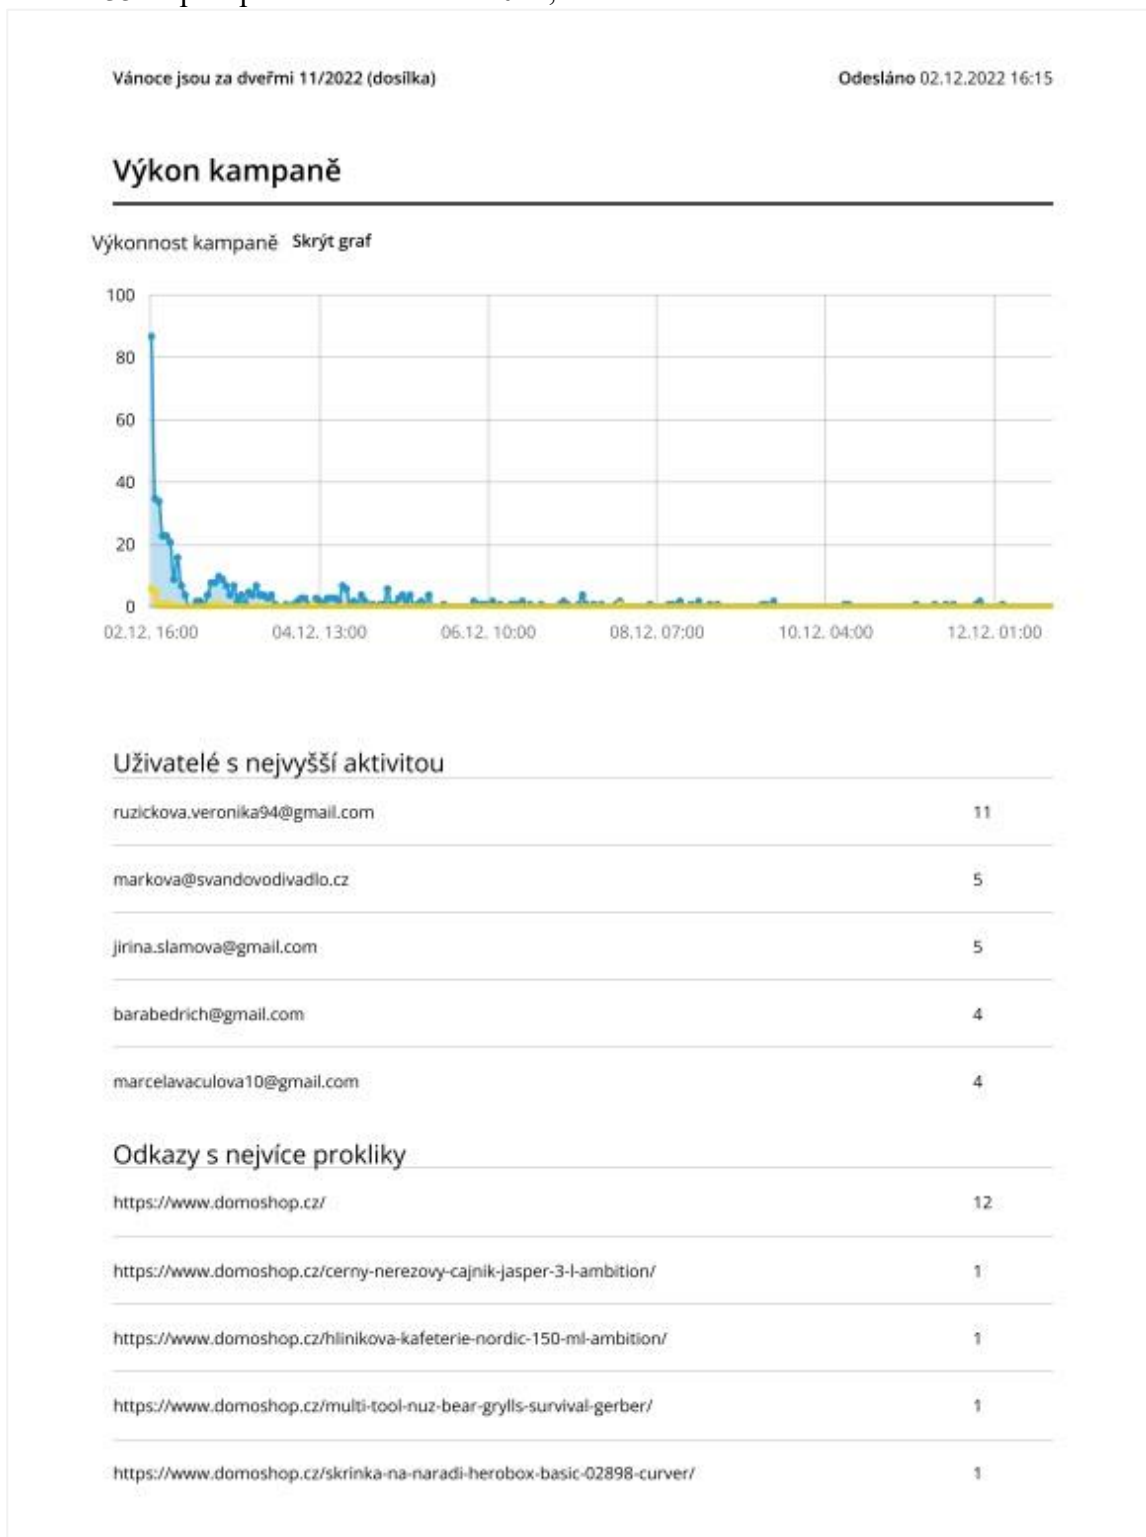 Vánoce jsou za dveřmi 11/2022 (dosílka) Odesláno 02.12.2022 16:15
Výkon kampaně
Výkonnost kampaně Skrýt graf
100
80
60
40
20
0
02.12. 16:00 04.12. 13:00 06.12. 10:00 08.12. 07:00 10.12. 04:00 12.12. 01:00
Uživatelé s nejvyšší aktivitou
ruzickova.veronika94@gmail.com 11
markova@svandovodivadlo.cz 5
jirina.slamova@gmail.com 5
barabedrich@gmail.com 4
marcelavaculova10@gmail.com 4
Odkazy s nejvíce prokliky
https://www.domoshop.cz/ 12
https://www.domoshop.cz/cerny-nerezovy-cajnik-jasper-3-l-ambition/ 1
https://www.domoshop.cz/hlinikova-kafeterie-nordic-150-ml-ambition/ 1
https://www.domoshop.cz/multi-tool-nuz-bear-grylls-survival-gerber/ 1
https://www.domoshop.cz/skrinka-na-naradi-herobox-basic-02898-curver/ 1